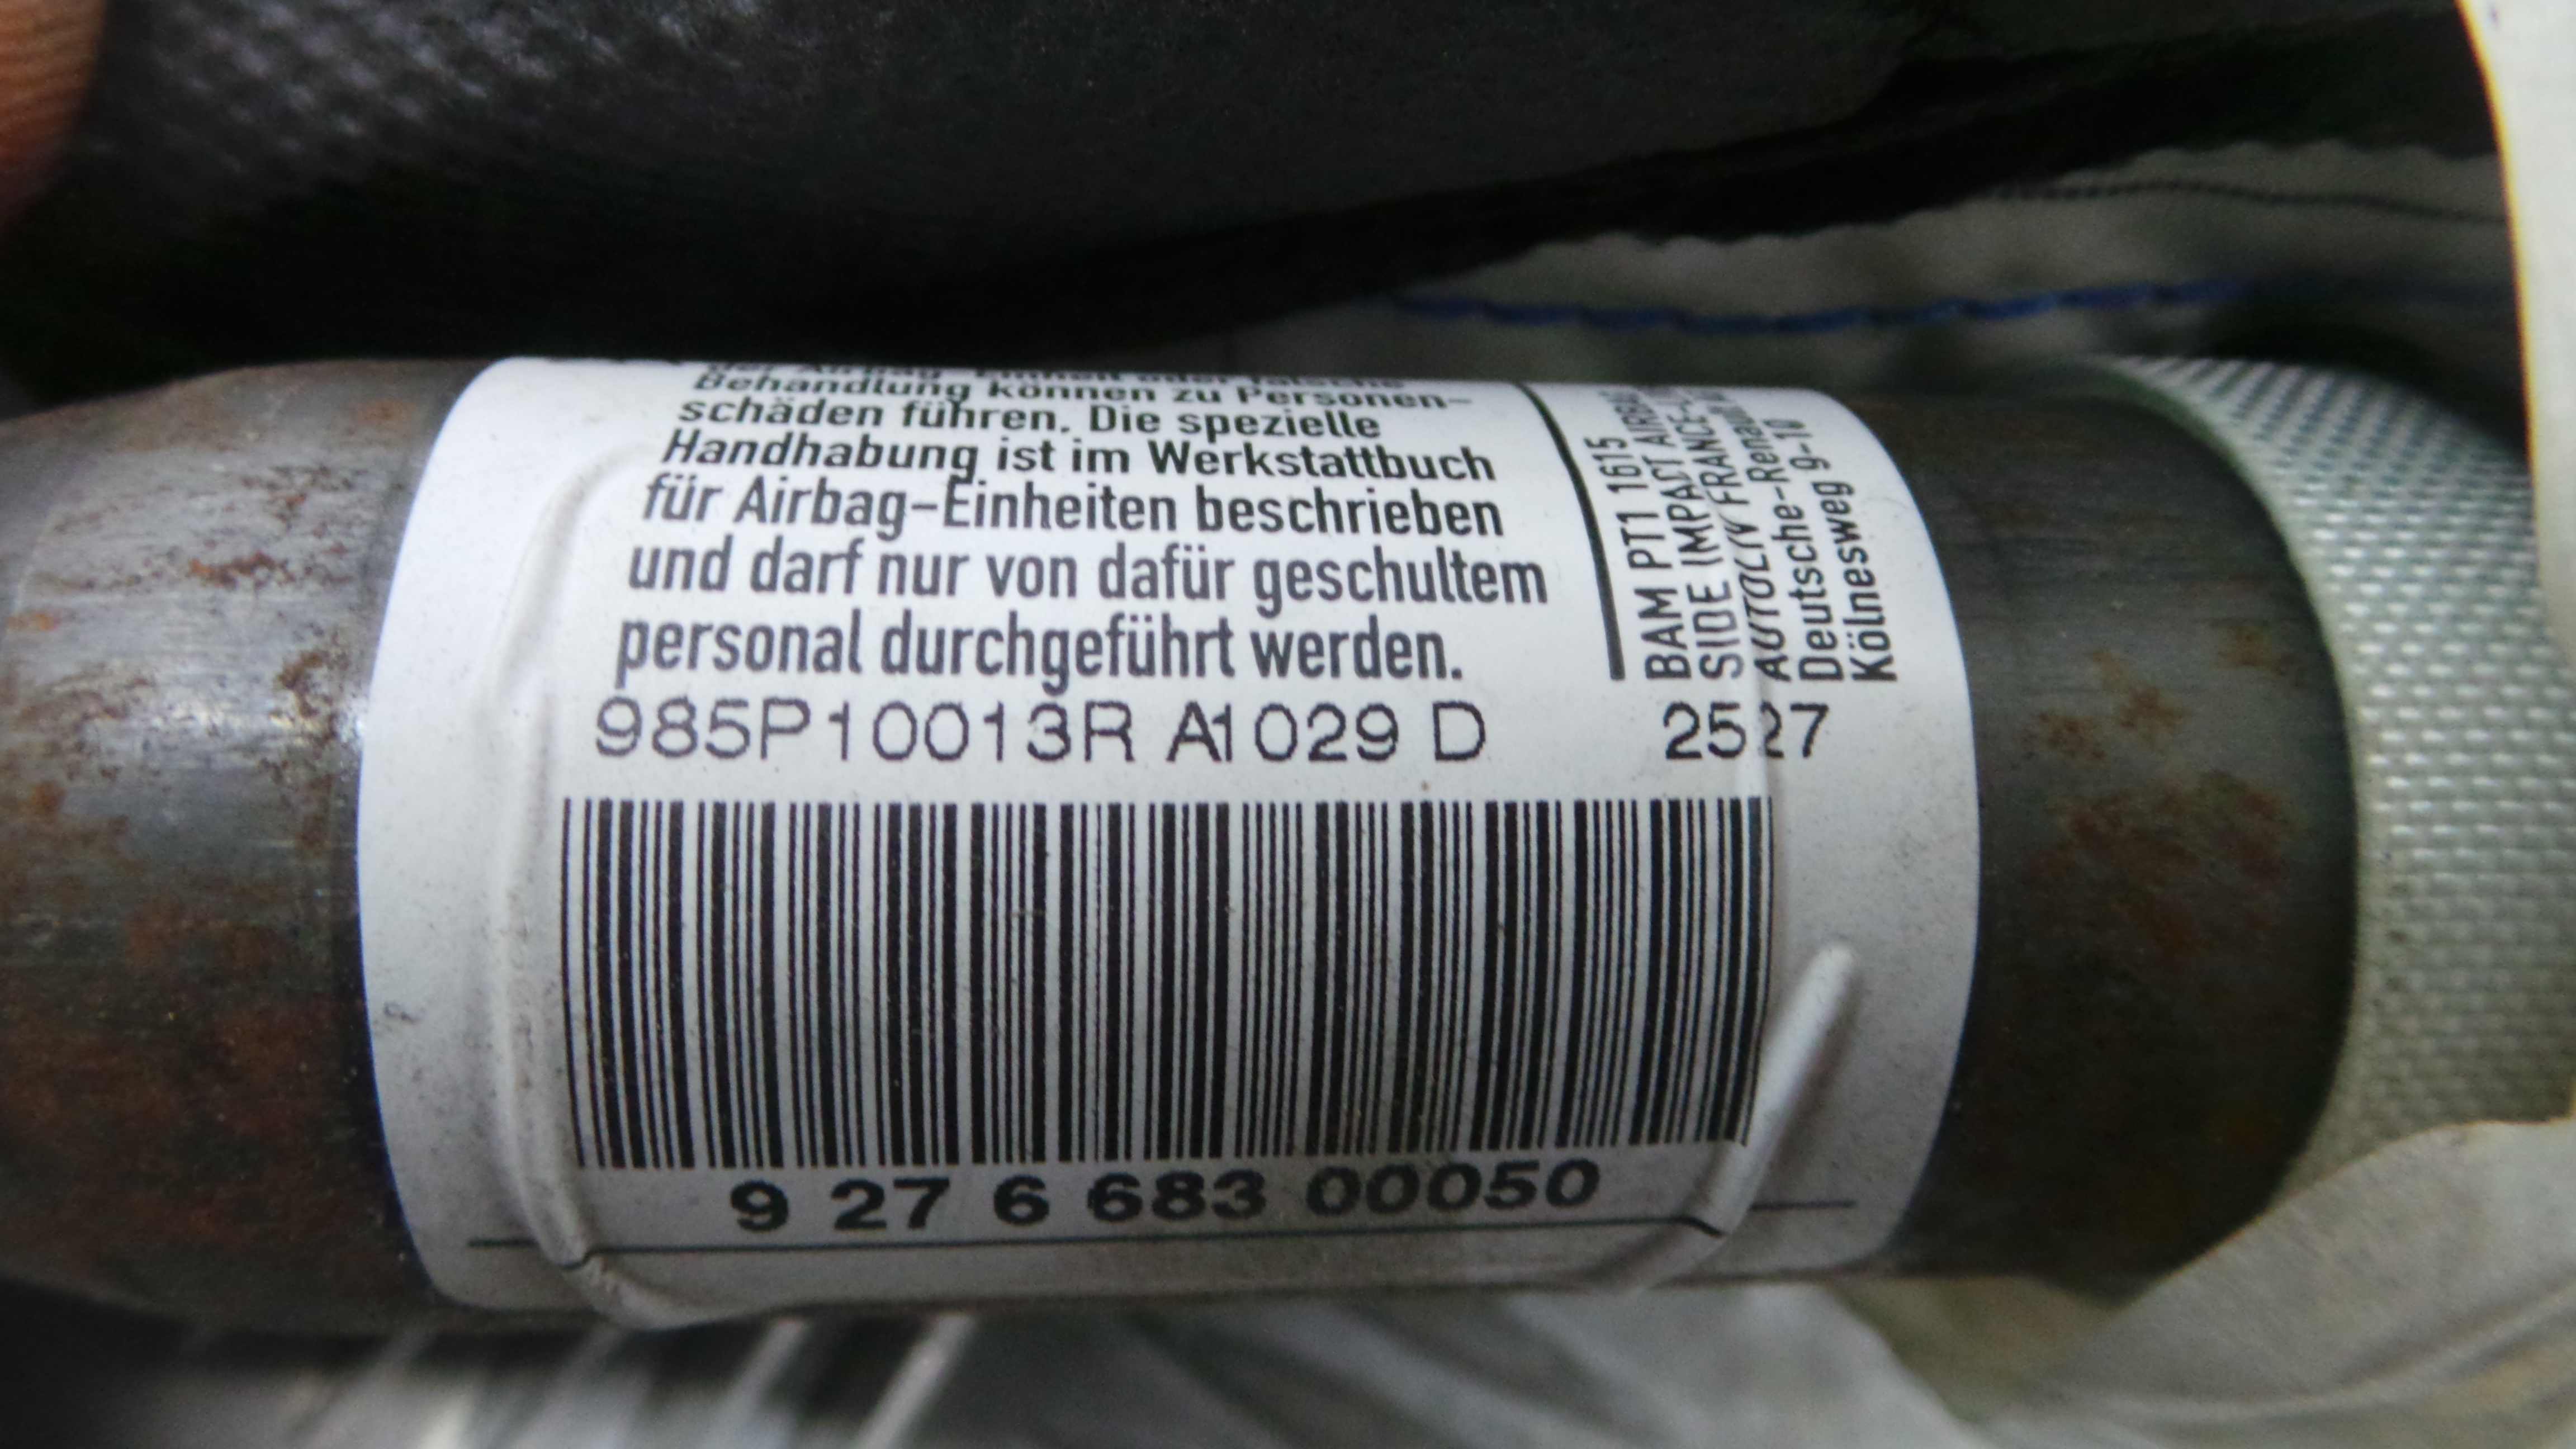 Behandlung können zu Personen-
schäden führen. Die spezielle
Handhabung ist im Werkstattbuch
für Airbag-Einheiten beschrieben
und darf nur von dafür geschultem
personal durchgeführt werden.
985P10013R A1029 D
BAM PT1 1615
SIDE IMPACT
AUTOLIV FRANCE
Deutsche-Renault
Kölnesweg 9-10
2527
9 27 6 683 00050